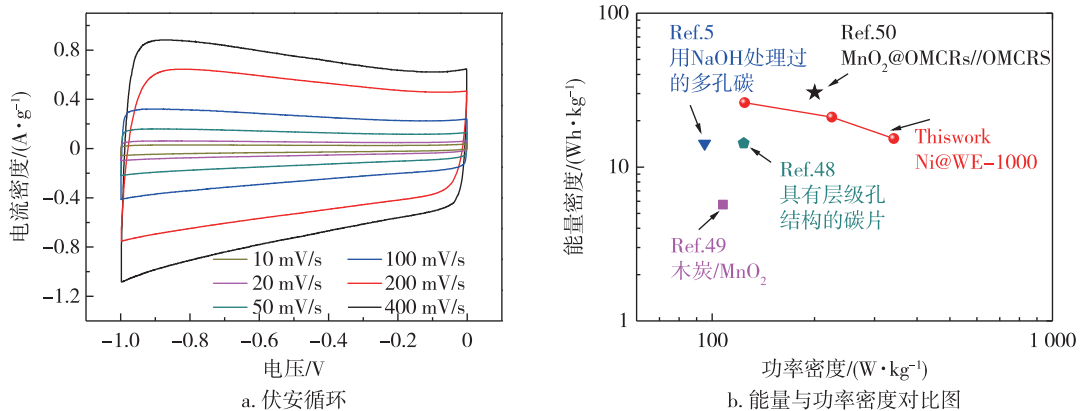 0.8
0.4
0
-0.4
-0.8
-1.2
电流密度/(A·g⁻¹)
10 mV/s
20 mV/s
50 mV/s
100 mV/s
200 mV/s
400 mV/s
-1.0 -0.8 -0.6 -0.4 -0.2 0
电压/V
a. 伏安循环
100
10
1
能量密度/(Wh·kg⁻¹)
Ref.5
用NaOH处理过
的多孔碳
Ref.50
MnO₂@OMCRs//OMCRS
Thiswork
Ni@WE-1000
Ref.48
具有层级孔
结构的碳片
Ref.49
木炭/MnO₂
100 1 000
功率密度/(W·kg⁻¹)
b. 能量与功率密度对比图